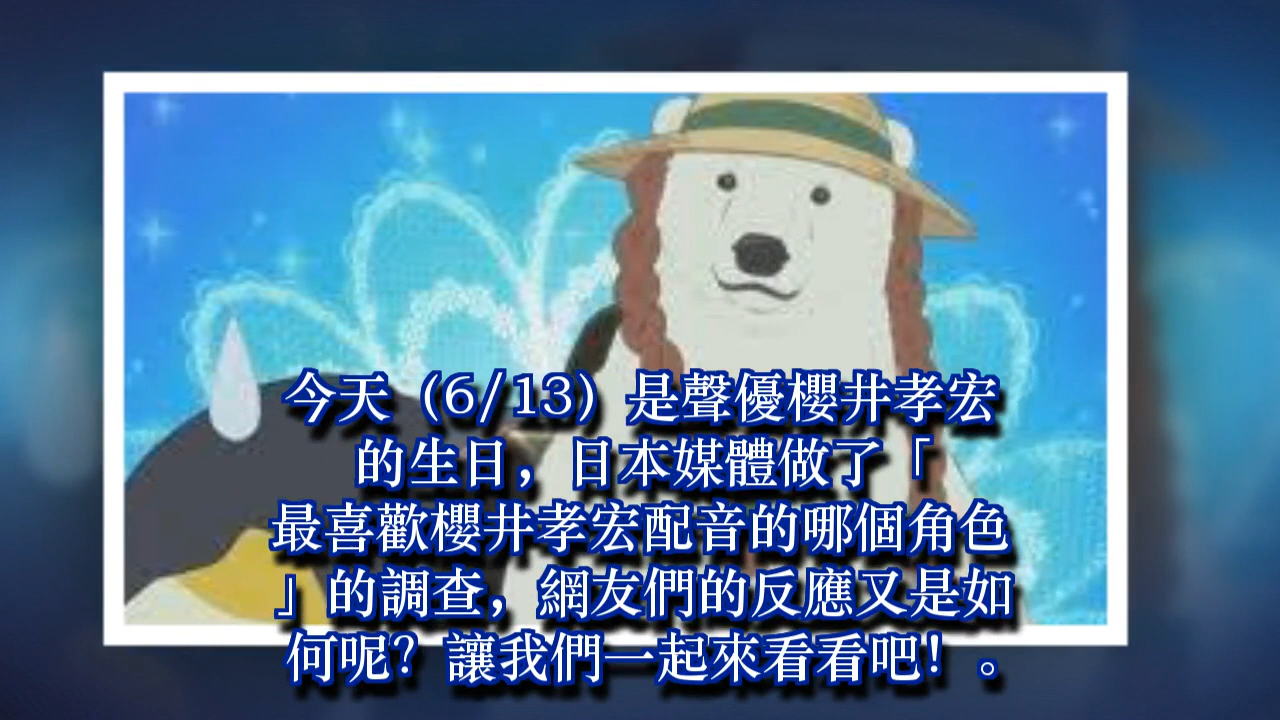 今天（6/13）是聲優櫻井孝宏
的生日，日本媒體做了「
最喜歡櫻井孝宏配音的哪個角色
」的調查，網友們的反應又是如
何呢？讓我們一起來看看吧！。